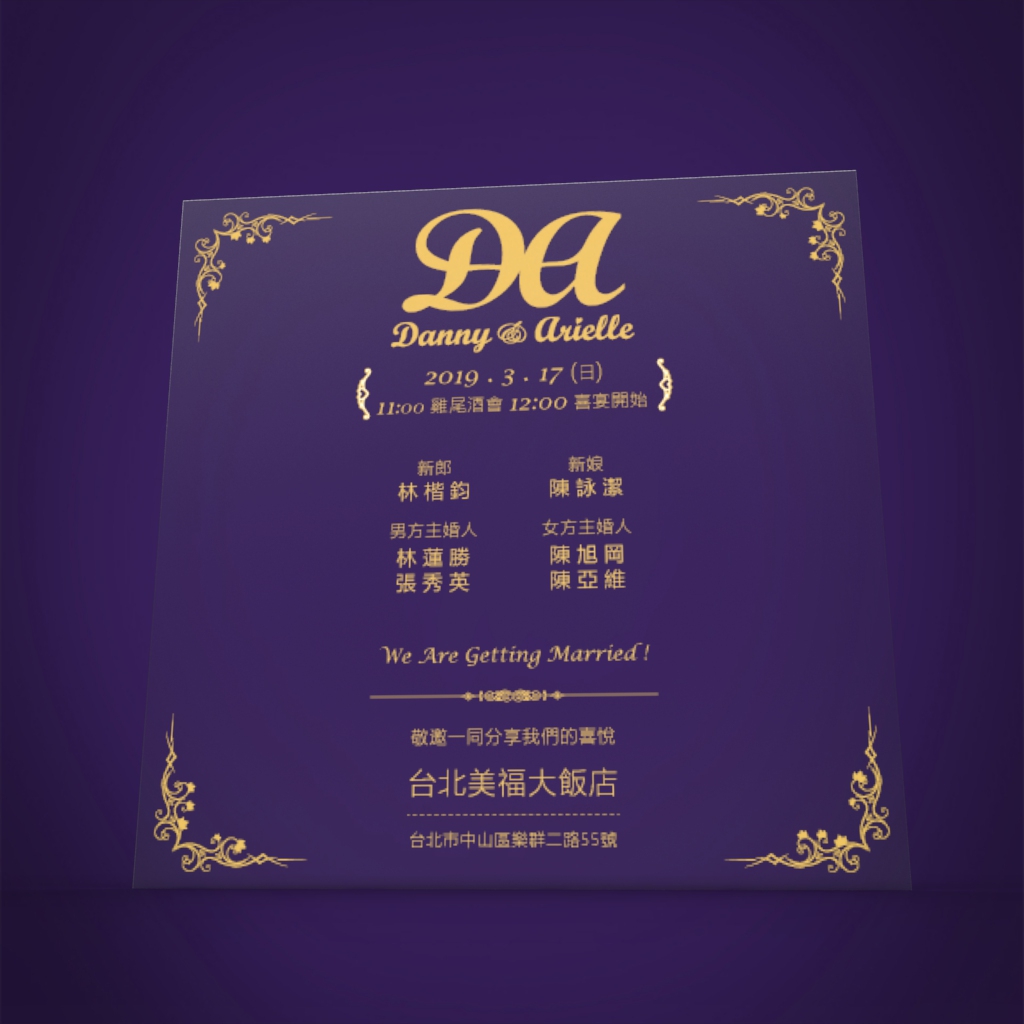 DA
Danny & Arielle
2019 . 3 . 17 (日)
11:00 雞尾酒會 12:00 喜宴開始
新郎
林楷鈞
新娘
陳詠潔
男方主婚人
林蓮勝
張秀英
女方主婚人
陳旭岡
陳亞維
We Are Getting Married !
敬邀一同分享我們的喜悅
台北美福大飯店
台北市中山區樂群二路55號